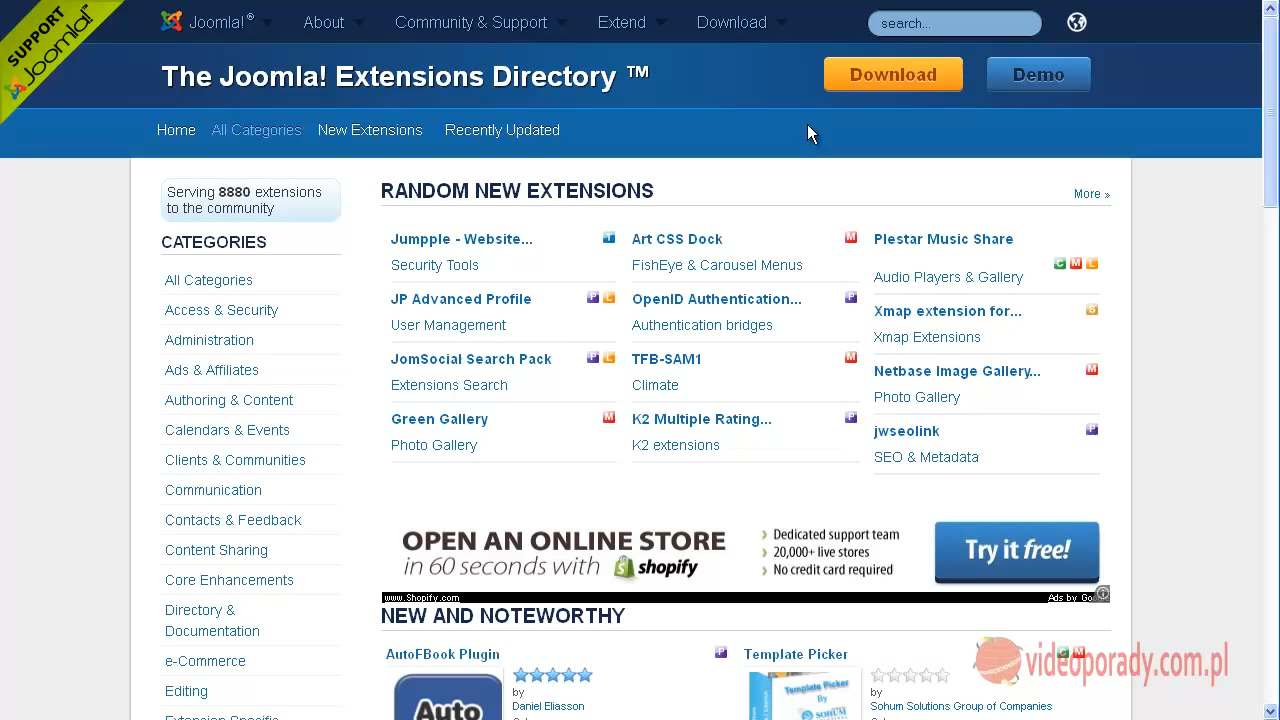 SUPPORT
Joomla!™
Joomla!® About Community & Support Extend Download search...
The Joomla! Extensions Directory ™
Download Demo
Home All Categories New Extensions Recently Updated
Serving 8880 extensions
to the community
CATEGORIES
All Categories
Access & Security
Administration
Ads & Affiliates
Authoring & Content
Calendars & Events
Clients & Communities
Communication
Contacts & Feedback
Content Sharing
Core Enhancements
Directory &
Documentation
e-Commerce
Editing
Extension Specific
RANDOM NEW EXTENSIONS
More »
Jumpple - Website... T
Security Tools
JP Advanced Profile P L
User Management
JomSocial Search Pack P L
Extensions Search
Green Gallery M
Photo Gallery
Art CSS Dock M
FishEye & Carousel Menus
OpenID Authentication... P
Authentication bridges
TFB-SAM1 M
Climate
K2 Multiple Rating... P
K2 extensions
Plestar Music Share
C M L
Audio Players & Gallery
Xmap extension for... S
Xmap Extensions
Netbase Image Gallery... M
Photo Gallery
jwseolink P
SEO & Metadata
OPEN AN ONLINE STORE
in 60 seconds with shopify
› Dedicated support team
› 20,000+ live stores
› No credit card required
Try it free!
www.Shopify.com
Ads by
NEW AND NOTEWORTHY
AutoFBook Plugin P
Auto
by
Daniel Eliasson
Template Picker C M
Template Picker
By
SOHUM
by
Sohum Solutions Group of Companies
videoporady.com.pl